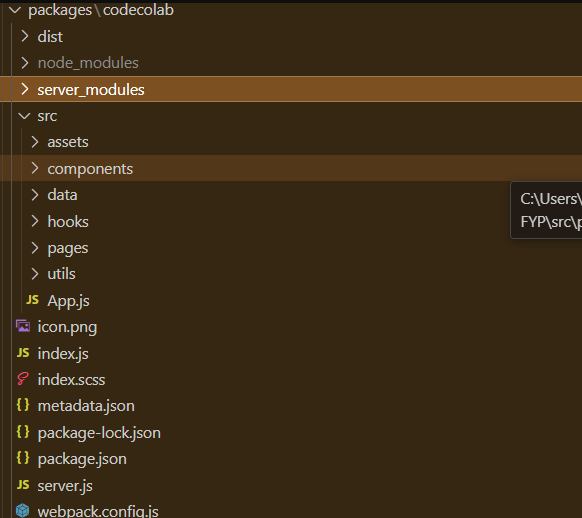 packages\codecolab
dist
node_modules
server_modules
src
assets
components
data
C:\Users\
hooks
FYP\src\p
pages
utils
JS App.js
icon.png
JS index.js
index.scss
{} metadata.json
{} package-lock.json
{} package.json
JS server.js
webpack.config.js